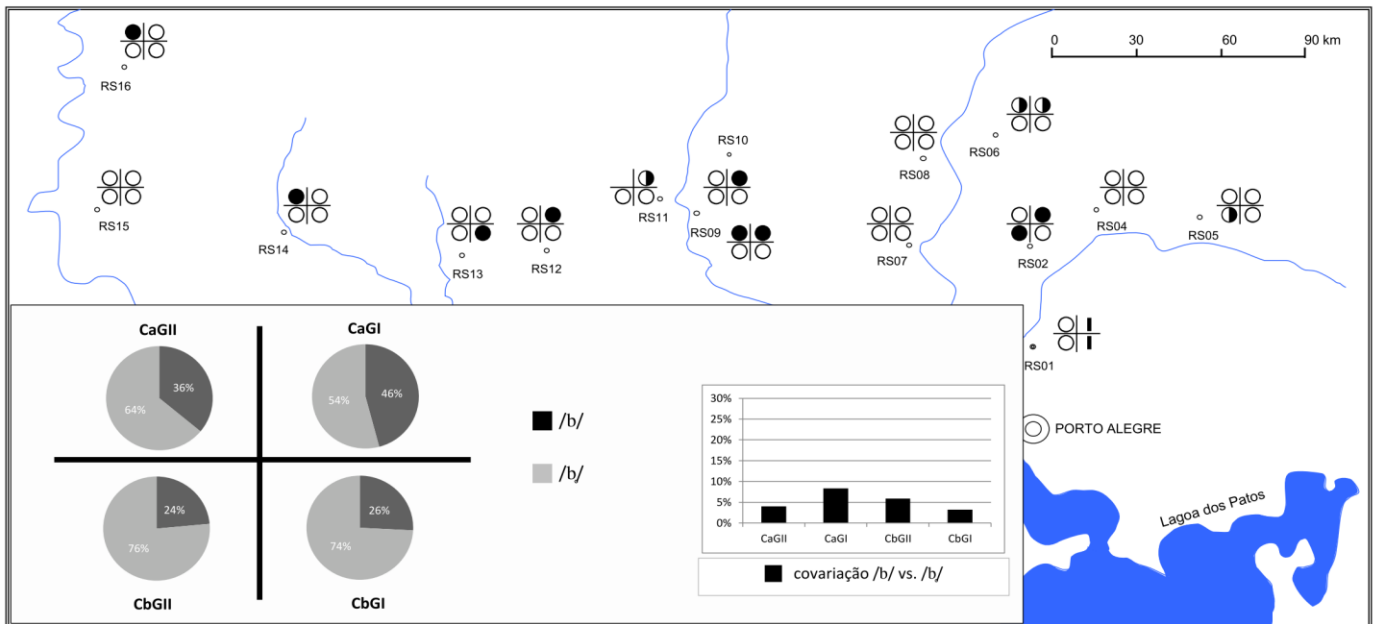 0 30 60 90 km
RS16
RS10
RS06
RS08
RS15
RS14
RS13
RS12
RS11
RS09
RS07
RS02
RS04
RS05
RS01
PORTO ALEGRE
Lagoa dos Patos
CaGII
CaGI
36%
64%
46%
54%
24%
76%
26%
74%
CbGII
CbGI
/b/
/b̥/
30%
25%
20%
15%
10%
5%
0%
CaGII CaGI CbGII CbGI
covariação /b/ vs. /b̥/